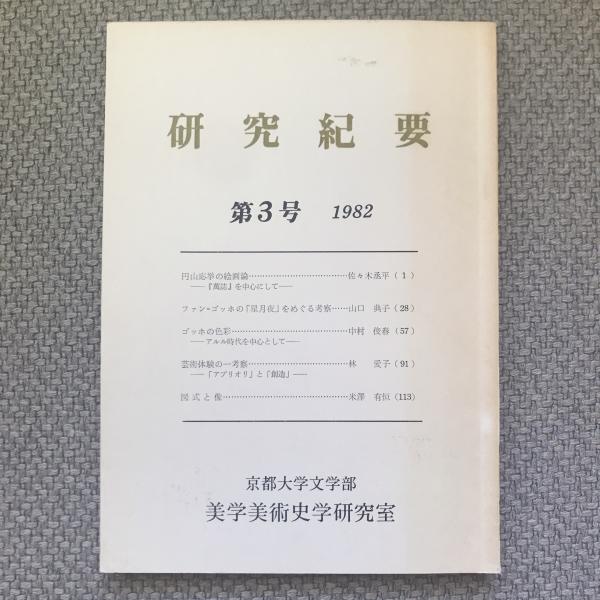 研究紀要
第3号 1982
円山応挙の絵画論……………………………佐々木丞平 ( 1 )
——『萬誌』を中心にして——
ファン=ゴッホの「星月夜」をめぐる考察……山口 典子 ( 28 )
ゴッホの色彩…………………………………中村 俊春 ( 57 )
——アルル時代を中心として——
芸術体験の一考察……………………………林 愛子 ( 91 )
——「アプリオリ」と「創造」——
図式と像………………………………………米澤 有恒 (113)
京都大学文学部
美学美術史学研究室